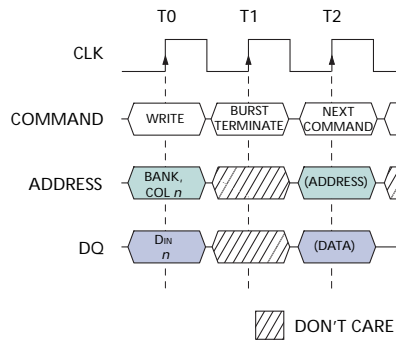 T0 T1 T2
CLK
COMMAND WRITE BURST TERMINATE NEXT COMMAND
ADDRESS BANK, COL n (ADDRESS)
DQ DIN n (DATA)
DON'T CARE